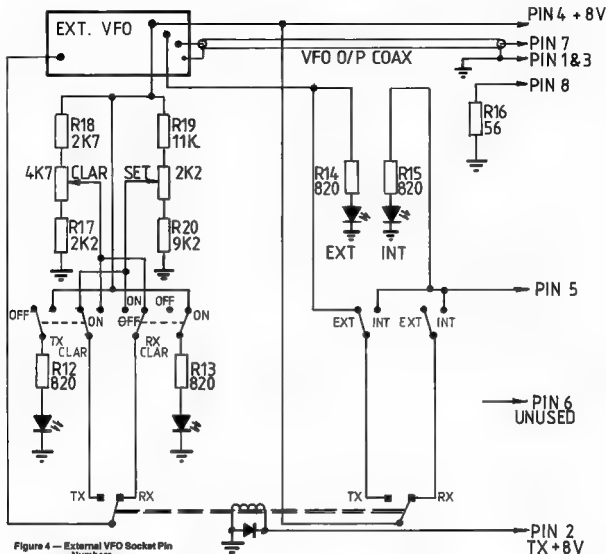 PIN 4 +8V
EXT. VFO
PIN 7
VFO O/P COAX
PIN 1&3
PIN 8
R18
2K7
R19
11K
R16
56
4K7
CLAR
SET
2K2
R14
820
R15
820
R17
2K2
R20
9K2
EXT
INT
OFF
ON
ON
OFF
OFF
ON
PIN 5
EXT
INT
EXT
INT
TX
CLAR
RX
CLAR
R12
820
R13
820
PIN 6
UNUSED
TX
RX
TX
RX
PIN 2
TX +8V
Figure 4 — External VFO Socket Pin
Numbers